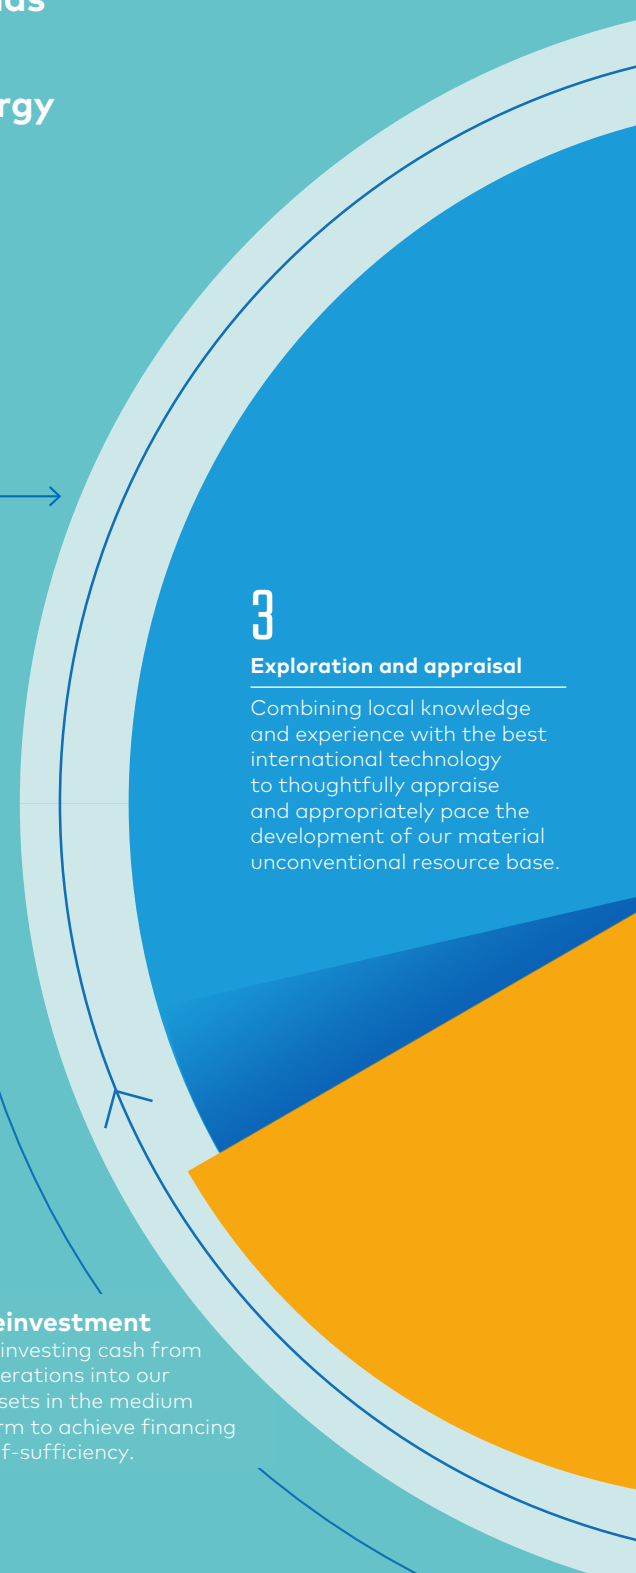 rgy
3
Exploration and appraisal
Combining local knowledge
and experience with the best
international technology
to thoughtfully appraise
and appropriately pace the
development of our material
unconventional resource base.
einvestment
investing cash from
erations into our
sets in the medium
rm to achieve financing
f-sufficiency.